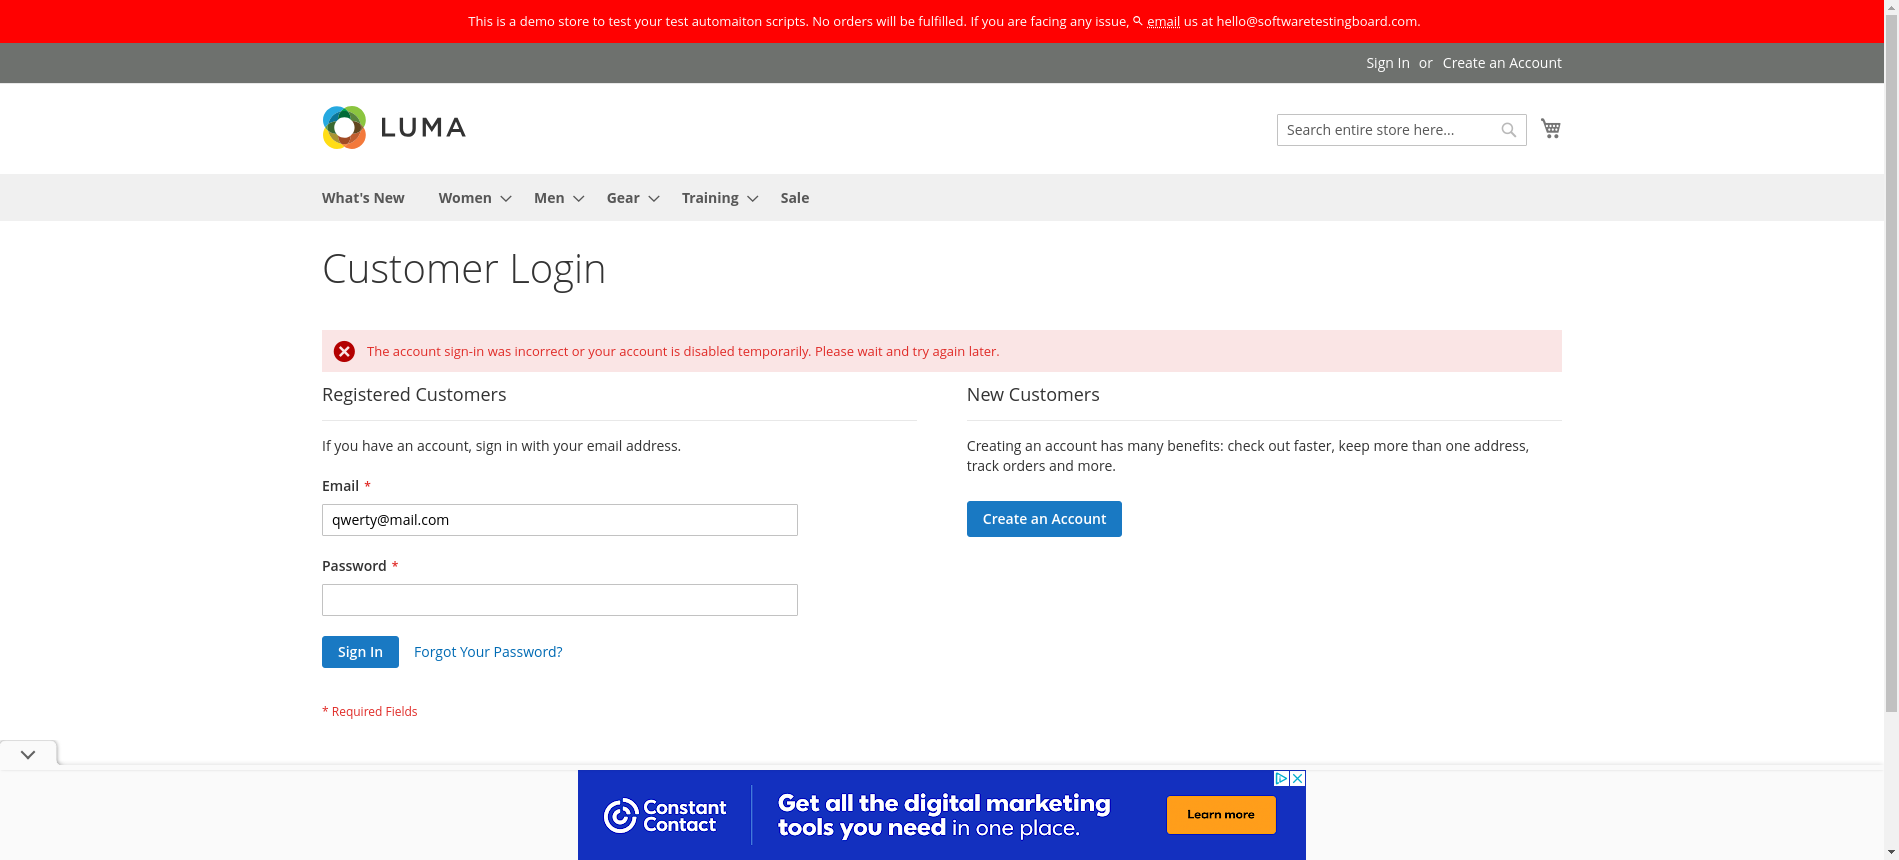 This is a demo store to test your test automaiton scripts. No orders will be fulfilled. If you are facing any issue, email us at hello@softwaretestingboard.com.
Sign In or Create an Account
LUMA
Search entire store here...
What's New Women Men Gear Training Sale
Customer Login
The account sign-in was incorrect or your account is disabled temporarily. Please wait and try again later.
Registered Customers
If you have an account, sign in with your email address.
Email *
qwerty@mail.com
Password *
Sign In Forgot Your Password?
* Required Fields
New Customers
Creating an account has many benefits: check out faster, keep more than one address,
track orders and more.
Create an Account
Constant
Contact
Get all the digital marketing
tools you need in one place.
Learn more